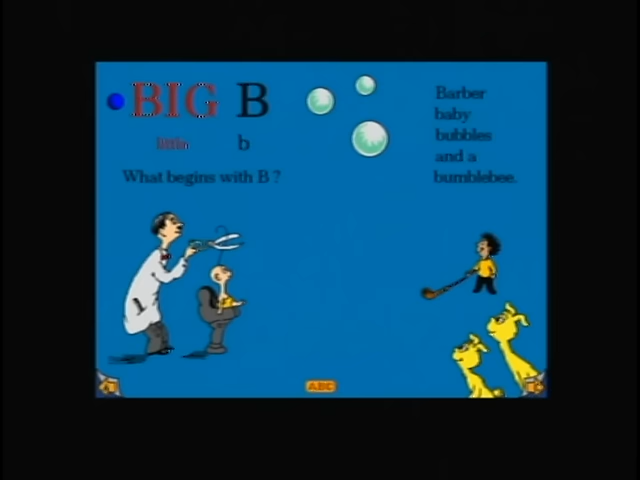 BIG B
little b
What begins with B ?
Barber
baby
bubbles
and a
bumblebee.
ABC